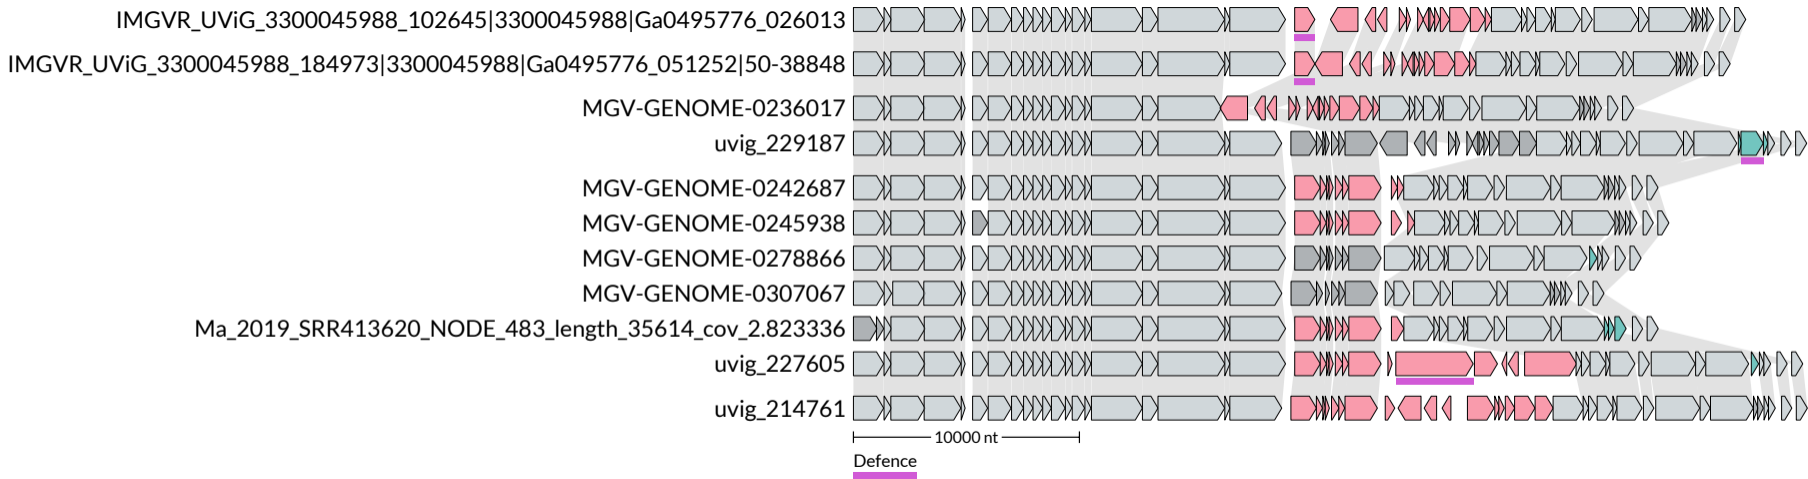 IMGVR_UViG_3300045988_102645|3300045988|Ga0495776_026013
IMGVR_UViG_3300045988_184973|3300045988|Ga0495776_051252|50-38848
MGV-GENOME-0236017
uvig_229187
MGV-GENOME-0242687
MGV-GENOME-0245938
MGV-GENOME-0278866
MGV-GENOME-0307067
Ma_2019_SRR413620_NODE_483_length_35614_cov_2.823336
uvig_227605
uvig_214761
10000 nt
Defence